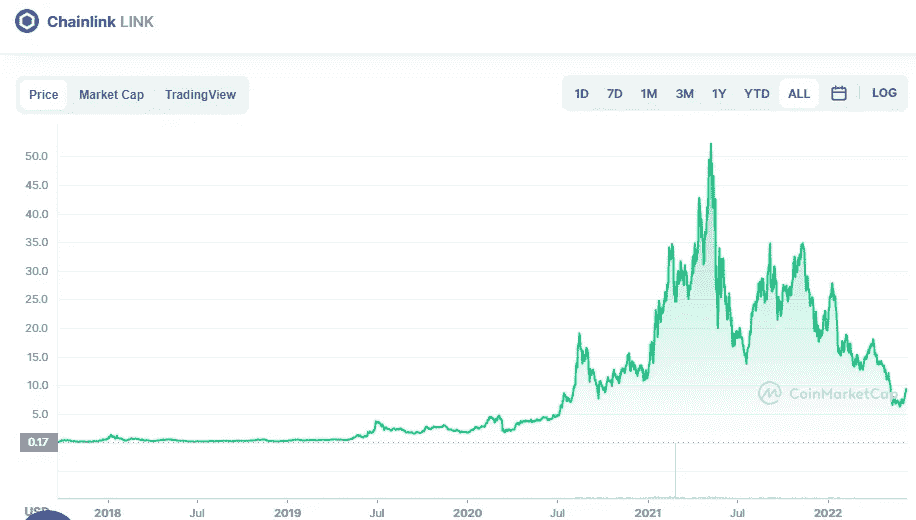 Chainlink LINK
Price Market Cap TradingView
1D 7D 1M 3M 1Y YTD ALL LOG
50.0
45.0
40.0
35.0
30.0
25.0
20.0
15.0
10.0
5.0
0.17
CoinMarketCap
USD
2018 Jul 2019 Jul 2020 Jul 2021 Jul 2022